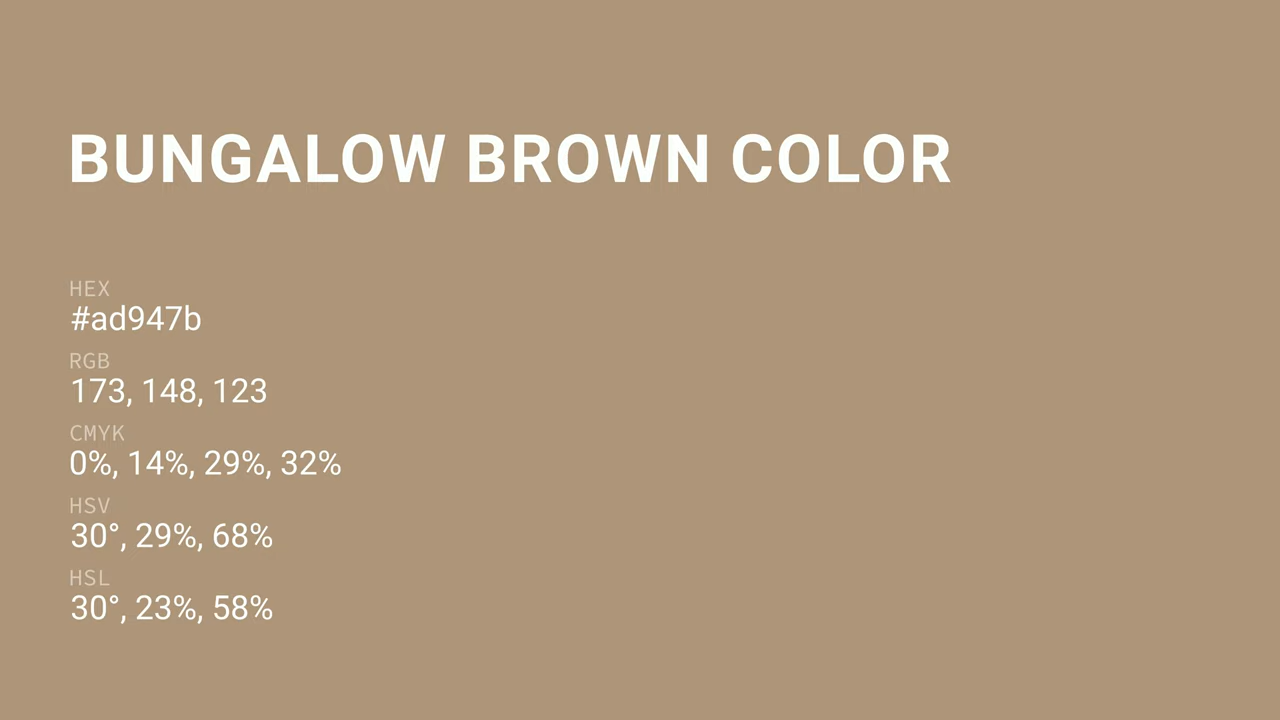 BUNGALOW BROWN COLOR
HEX
#ad947b
RGB
173, 148, 123
CMYK
0%, 14%, 29%, 32%
HSV
30°, 29%, 68%
HSL
30°, 23%, 58%